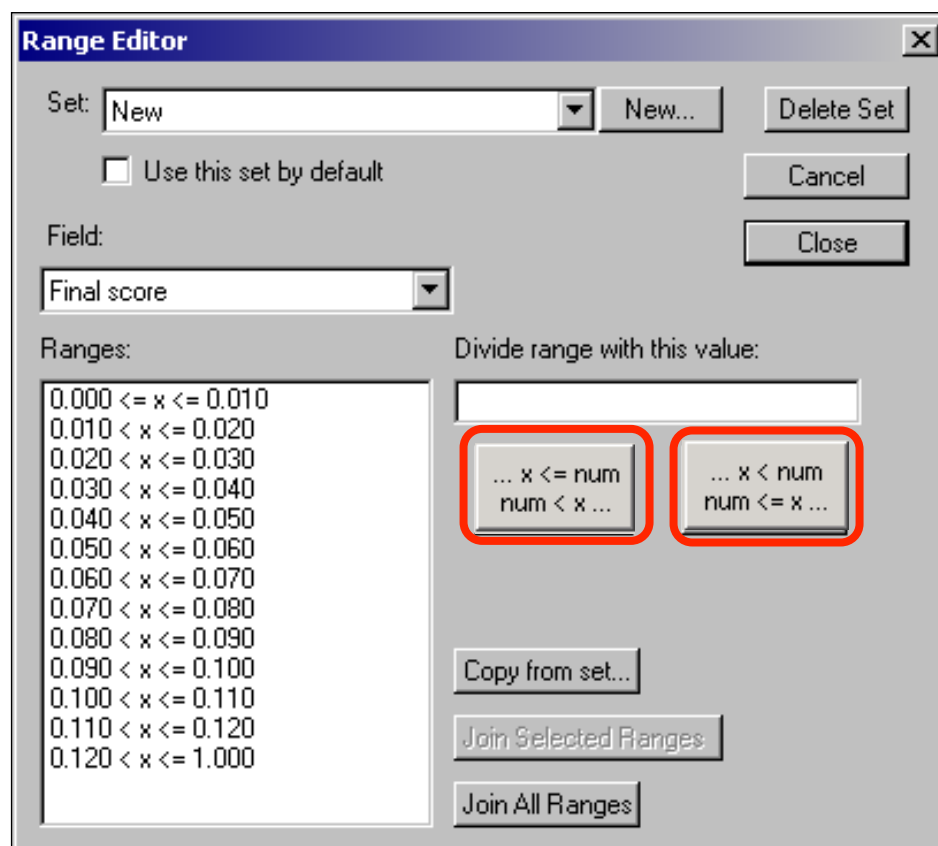 Range Editor
Set: New New... Delete Set
Use this set by default
Cancel
Field:
Close
Final score
Ranges:
Divide range with this value:
0.000 <= x <= 0.010
0.010 < x <= 0.020
0.020 < x <= 0.030
0.030 < x <= 0.040
0.040 < x <= 0.050
0.050 < x <= 0.060
0.060 < x <= 0.070
0.070 < x <= 0.080
0.080 < x <= 0.090
0.090 < x <= 0.100
0.100 < x <= 0.110
0.110 < x <= 0.120
0.120 < x <= 1.000
... x <= num
num < x ...
... x < num
num <= x ...
Copy from set...
Join Selected Ranges
Join All Ranges